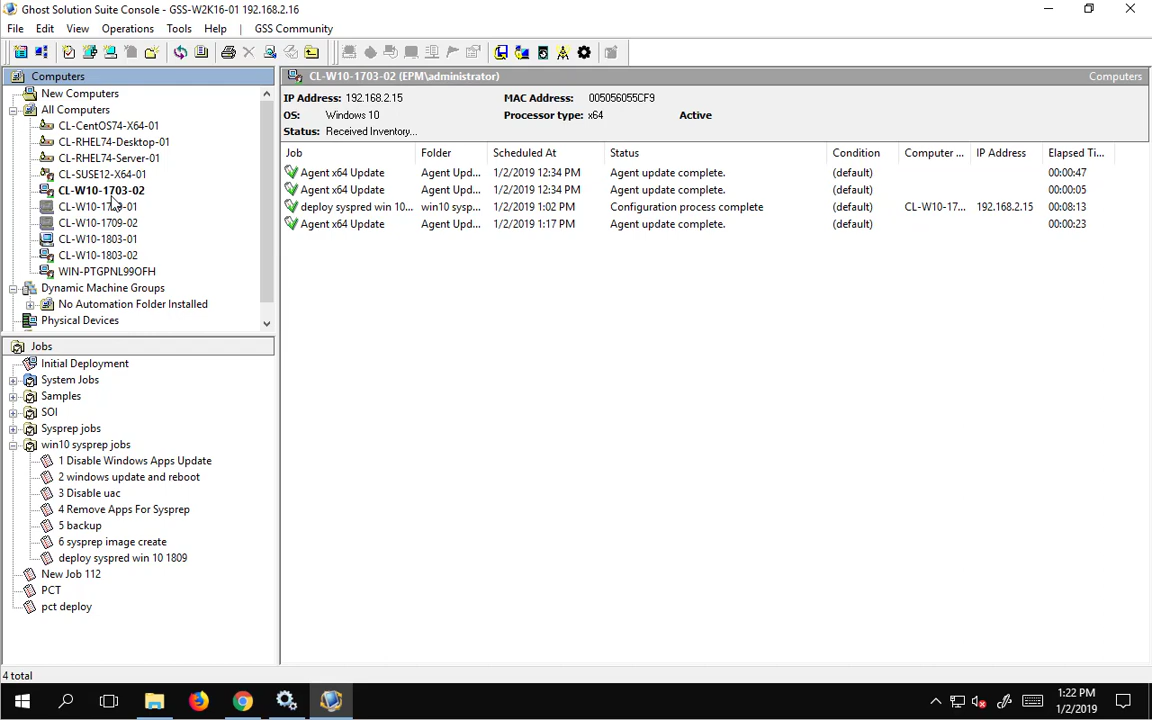 Ghost Solution Suite Console - GSS-W2K16-01 192.168.2.16
File Edit View Operations Tools Help GSS Community
Computers
New Computers
All Computers
CL-CentOS74-X64-01
CL-RHEL74-Desktop-01
CL-RHEL74-Server-01
CL-SUSE12-X64-01
CL-W10-1703-02
CL-W10-17 -01
CL-W10-1709-02
CL-W10-1803-01
CL-W10-1803-02
WIN-PTGPNL99OFH
Dynamic Machine Groups
No Automation Folder Installed
Physical Devices
Jobs
Initial Deployment
System Jobs
Samples
SOI
Sysprep jobs
win10 sysprep jobs
1 Disable Windows Apps Update
2 windows update and reboot
3 Disable uac
4 Remove Apps For Sysprep
5 backup
6 sysprep image create
deploy syspred win 10 1809
New Job 112
PCT
pct deploy
CL-W10-1703-02 (EPM\administrator) Computers
IP Address: 192.168.2.15 MAC Address: 005056055CF9
OS: Windows 10 Processor type: x64 Active
Status: Received Inventory...
Job Folder Scheduled At Status Condition Computer ... IP Address Elapsed Ti...
Agent x64 Update Agent Upd... 1/2/2019 12:34 PM Agent update complete. (default) 00:00:47
Agent x64 Update Agent Upd... 1/2/2019 12:34 PM Agent update complete. (default) 00:00:05
deploy syspred win 10... win10 sysp... 1/2/2019 1:02 PM Configuration process complete (default) CL-W10-17... 192.168.2.15 00:08:13
Agent x64 Update Agent Upd... 1/2/2019 1:17 PM Agent update complete. (default) 00:00:23
4 total
1:22 PM
1/2/2019